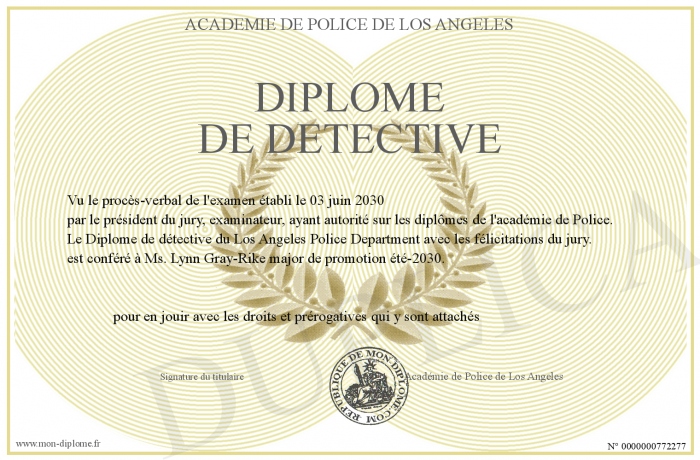 ACADEMIE DE POLICE DE LOS ANGELES
DIPLOME
DE DETECTIVE
Vu le procès-verbal de l'examen établi le 03 juin 2030
par le président du jury, examinateur, ayant autorité sur les diplômes de l'académie de Police.
Le Diplome de détective du Los Angeles Police Department avec les félicitations du jury.
est conféré à Ms. Lynn Gray-Rike major de promotion été-2030.
pour en jouir avec les droits et prérogatives qui y sont attachés
Signature du titulaire
Académie de Police de Los Angeles
REPUBLIQUE DE MON-DIPLOME.COM
DUPLICA
www.mon-diplome.fr
N° 0000000772277